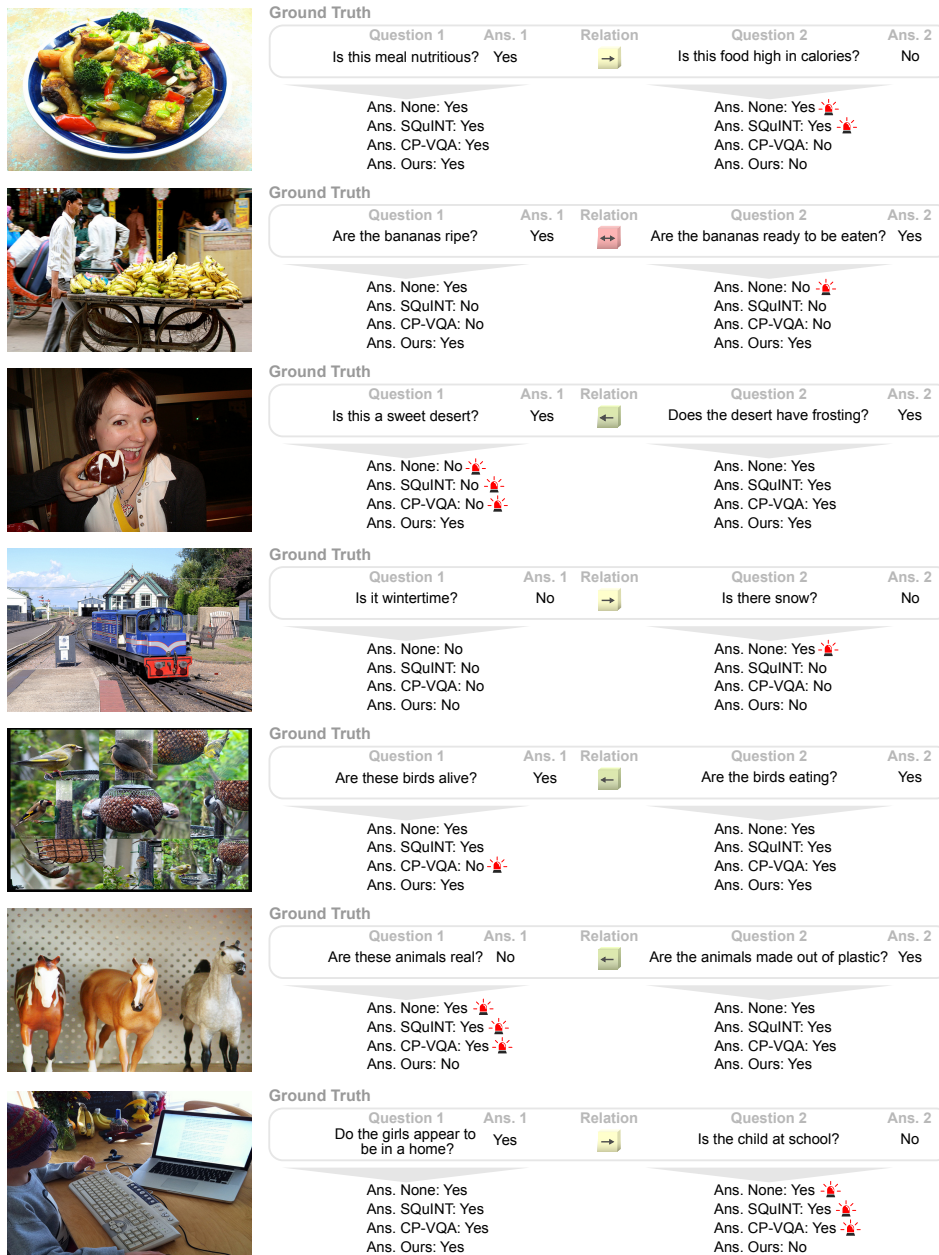 Ground Truth
Question 1 Ans. 1 Relation Question 2 Ans. 2
Is this meal nutritious? Yes → Is this food high in calories? No
Ans. None: Yes Ans. None: Yes
Ans. SQuINT: Yes Ans. SQuINT: Yes
Ans. CP-VQA: Yes Ans. CP-VQA: No
Ans. Ours: Yes Ans. Ours: No
Ground Truth
Question 1 Ans. 1 Relation Question 2 Ans. 2
Are the bananas ripe? Yes ↔ Are the bananas ready to be eaten? Yes
Ans. None: Yes Ans. None: No
Ans. SQuINT: No Ans. SQuINT: No
Ans. CP-VQA: No Ans. CP-VQA: No
Ans. Ours: Yes Ans. Ours: Yes
Ground Truth
Question 1 Ans. 1 Relation Question 2 Ans. 2
Is this a sweet desert? Yes ← Does the desert have frosting? Yes
Ans. None: No Ans. None: Yes
Ans. SQuINT: No Ans. SQuINT: Yes
Ans. CP-VQA: No Ans. CP-VQA: Yes
Ans. Ours: Yes Ans. Ours: Yes
Ground Truth
Question 1 Ans. 1 Relation Question 2 Ans. 2
Is it wintertime? No → Is there snow? No
Ans. None: No Ans. None: Yes
Ans. SQuINT: No Ans. SQuINT: No
Ans. CP-VQA: No Ans. CP-VQA: No
Ans. Ours: No Ans. Ours: No
Ground Truth
Question 1 Ans. 1 Relation Question 2 Ans. 2
Are these birds alive? Yes ← Are the birds eating? Yes
Ans. None: Yes Ans. None: Yes
Ans. SQuINT: Yes Ans. SQuINT: Yes
Ans. CP-VQA: No Ans. CP-VQA: Yes
Ans. Ours: Yes Ans. Ours: Yes
Ground Truth
Question 1 Ans. 1 Relation Question 2 Ans. 2
Are these animals real? No ← Are the animals made out of plastic? Yes
Ans. None: Yes Ans. None: Yes
Ans. SQuINT: Yes Ans. SQuINT: Yes
Ans. CP-VQA: Yes Ans. CP-VQA: Yes
Ans. Ours: No Ans. Ours: Yes
Ground Truth
Question 1 Ans. 1 Relation Question 2 Ans. 2
Do the girls appear to
be in a home? Yes → Is the child at school? No
Ans. None: Yes Ans. None: Yes
Ans. SQuINT: Yes Ans. SQuINT: Yes
Ans. CP-VQA: Yes Ans. CP-VQA: Yes
Ans. Ours: Yes Ans. Ours: No